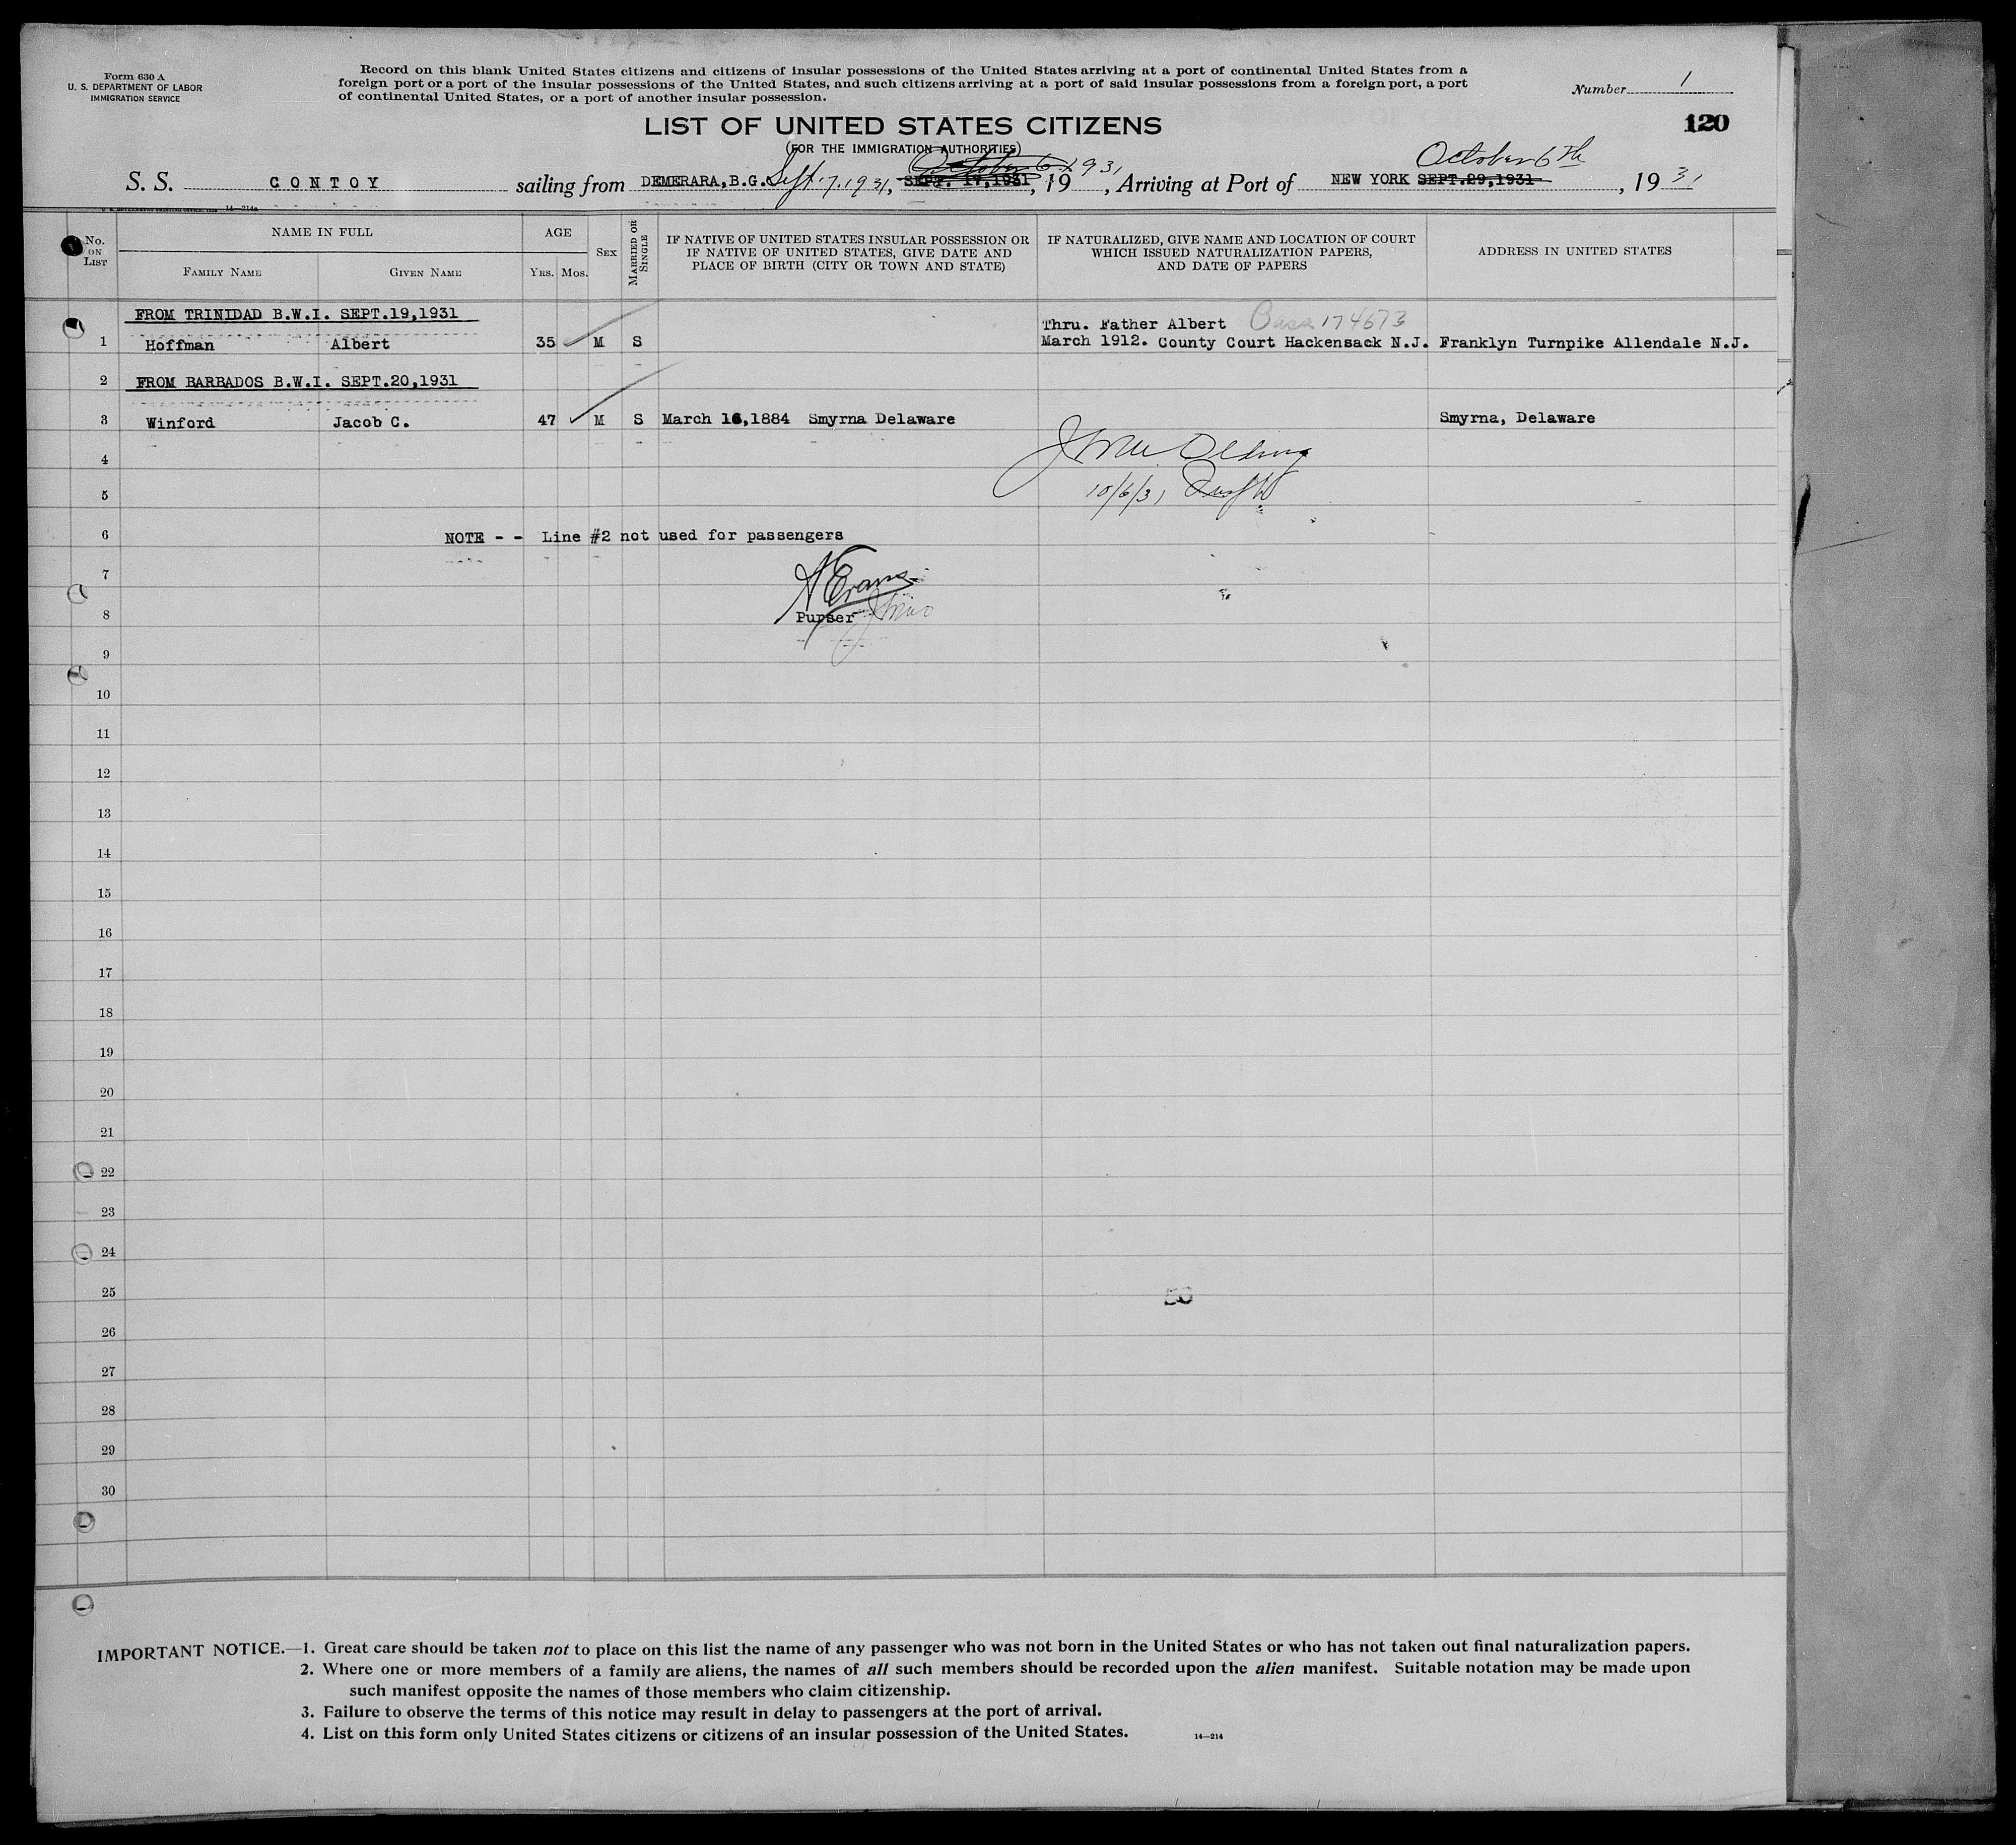 Form 630 A
U. S. DEPARTMENT OF LABOR
IMMIGRATION SERVICE
Record on this blank United States citizens and citizens of insular possessions of the United States arriving at a port of continental United States from a
foreign port or a port of the insular possessions of the United States, and such citizens arriving at a port of said insular possessions from a foreign port, a port
of continental United States, or a port of another insular possession.
Number 1
120
LIST OF UNITED STATES CITIZENS
(FOR THE IMMIGRATION AUTHORITIES)
October 6 1931 October 6th
S. S. CONTOY sailing from DEMERARA, B.G. Sept. 17. 1931, SEPT. 17, 1931, 19 , Arriving at Port of NEW YORK SEPT. 29, 1931 , 19 31
14—214a
No. ON LIST
NAME IN FULL
FAMILY NAME GIVEN NAME
AGE
YRS. MOS.
SEX
MARRIED OR SINGLE
IF NATIVE OF UNITED STATES INSULAR POSSESSION OR
IF NATIVE OF UNITED STATES, GIVE DATE AND
PLACE OF BIRTH (CITY OR TOWN AND STATE)
IF NATURALIZED, GIVE NAME AND LOCATION OF COURT
WHICH ISSUED NATURALIZATION PAPERS,
AND DATE OF PAPERS
ADDRESS IN UNITED STATES
FROM TRINIDAD B.W.I. SEPT.19,1931
Thru. Father Albert 174673
1 Hoffman Albert 35 M S March 1912. County Court Hackensack N.J. Franklyn Turnpike Allendale N.J.
2 FROM BARBADOS B.W.I. SEPT.20,1931
3 Winford Jacob C. 47 M S March 16,1884 Smyrna Delaware Smyrna, Delaware
4
5 10/6/31
6 NOTE - - Line #2 not used for passengers
7 Evans
8 Purser
9
10
11
12
13
14
15
16
17
18
19
20
21
22
23
24
25
26
27
28
29
30
IMPORTANT NOTICE.—1. Great care should be taken not to place on this list the name of any passenger who was not born in the United States or who has not taken out final naturalization papers.
2. Where one or more members of a family are aliens, the names of all such members should be recorded upon the alien manifest. Suitable notation may be made upon
such manifest opposite the names of those members who claim citizenship.
3. Failure to observe the terms of this notice may result in delay to passengers at the port of arrival.
4. List on this form only United States citizens or citizens of an insular possession of the United States.
14—214